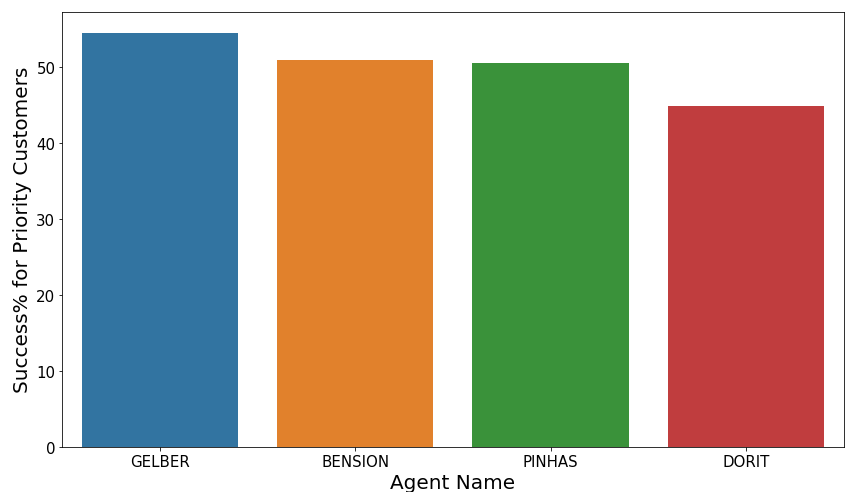 Success% for Priority Customers
50
40
30
20
10
0
GELBER BENSION PINHAS DORIT
Agent Name